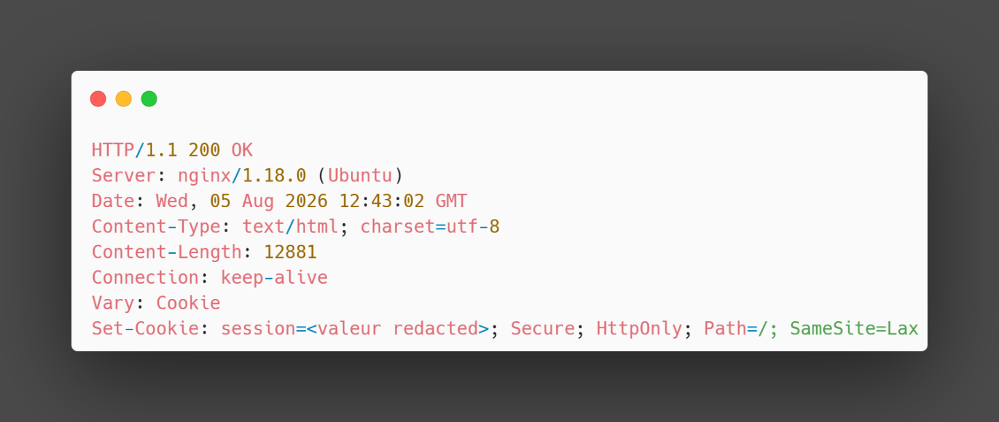 HTTP/1.1 200 OK
Server: nginx/1.18.0 (Ubuntu)
Date: Wed, 05 Aug 2026 12:43:02 GMT
Content-Type: text/html; charset=utf-8
Content-Length: 12881
Connection: keep-alive
Vary: Cookie
Set-Cookie: session=<valeur redacted>; Secure; HttpOnly; Path=/; SameSite=Lax